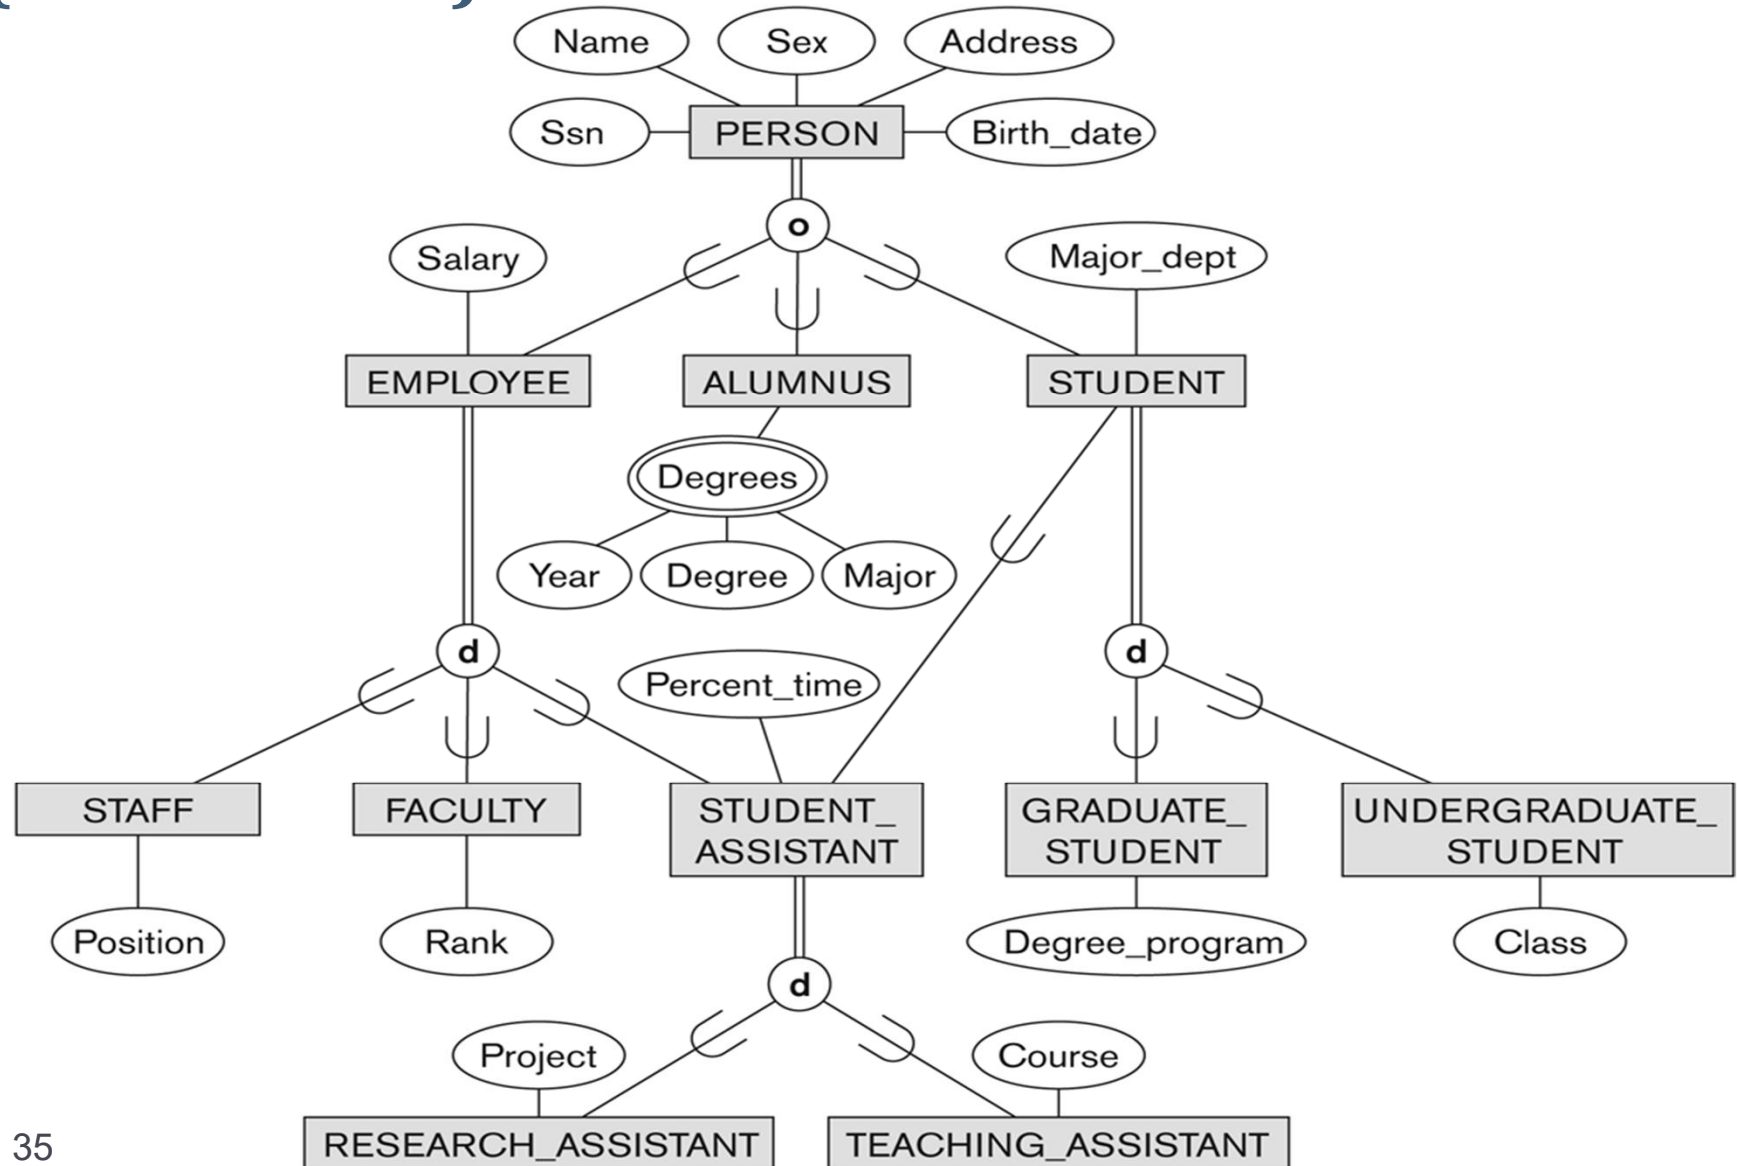 Name
Sex
Address
Ssn
PERSON
Birth_date
o
Salary
Major_dept
EMPLOYEE
ALUMNUS
STUDENT
Degrees
Year
Degree
Major
d
d
Percent_time
STAFF
FACULTY
STUDENT_
ASSISTANT
GRADUATE_
STUDENT
UNDERGRADUATE_
STUDENT
Position
Rank
Degree_program
Class
d
Project
Course
RESEARCH_ASSISTANT
TEACHING_ASSISTANT
35